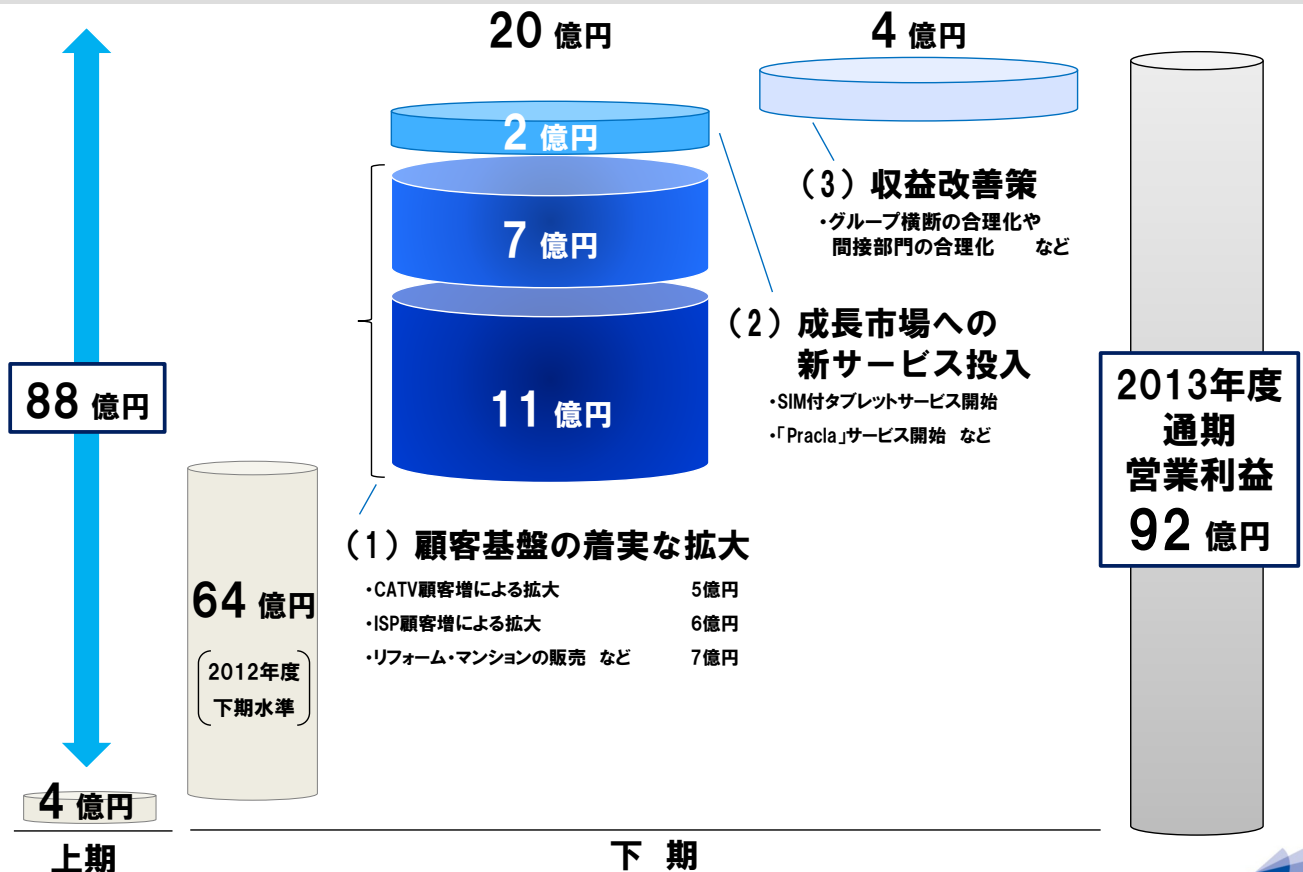 20 億円
4 億円
2 億円
7 億円
11 億円
88 億円
(3) 収益改善策
・グループ横断の合理化や
間接部門の合理化 など
(2) 成長市場への
新サービス投入
・SIM付タブレットサービス開始
・「Pracla」サービス開始 など
(1) 顧客基盤の着実な拡大
・CATV顧客増による拡大 5億円
・ISP顧客増による拡大 6億円
・リフォーム・マンションの販売 など 7億円
64 億円
2012年度
下期水準
4 億円
上期
下 期
2013年度
通期
営業利益
92 億円